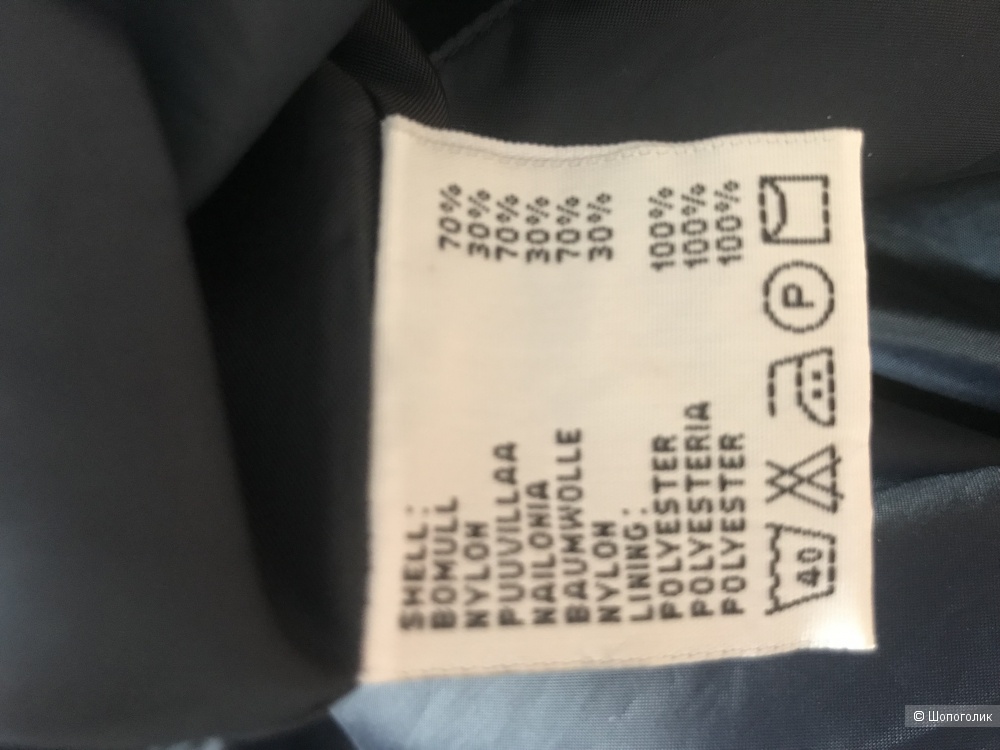 SHELL:
BOMULL 70%
NYLON 30%
PUUVILLAA 70%
NAILONIA 30%
BAUMWOLLE 70%
NYLON 30%
LINING:
POLYESTER 100%
POLYESTERIA 100%
POLYESTER 100%
40 P
© Шопоголик